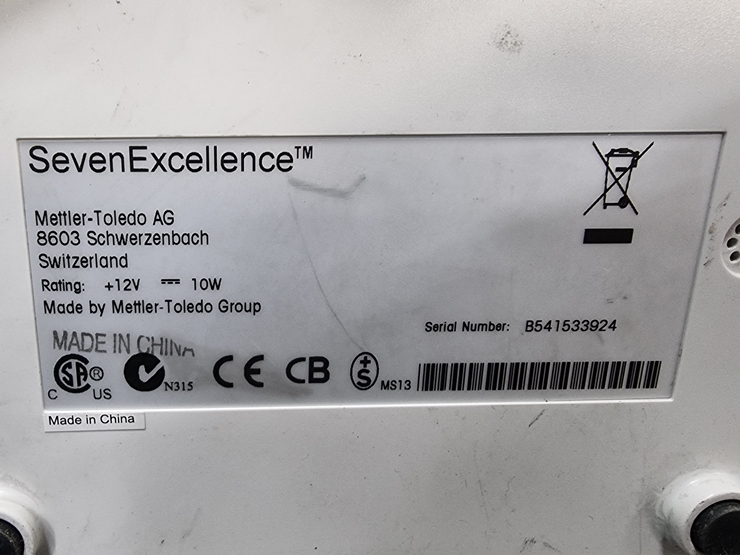 SevenExcellence™
Mettler-Toledo AG
8603 Schwerzenbach
Switzerland
Rating: +12V ⎓ 10W
Made by Mettler-Toledo Group
Serial Number: B541533924
MADE IN CHINA
C SA ® US N315 CE CB +S MS13
Made in China